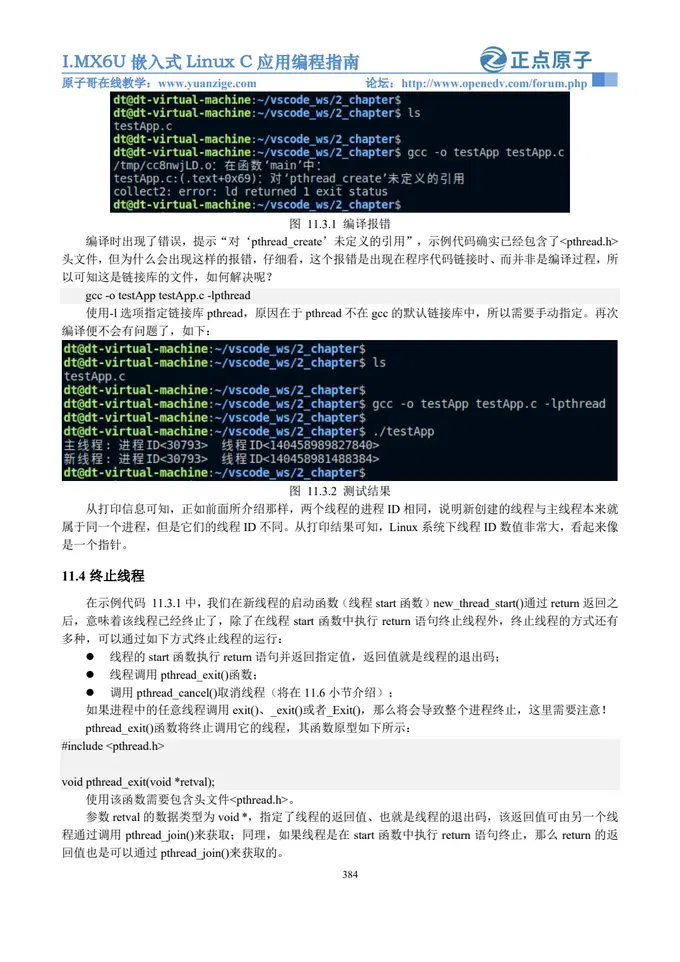 I.MX6U 嵌入式 Linux C 应用编程指南
正点原子
原子哥在线教学：www.yuanzige.com 论坛：http://www.openedv.com/forum.php
dt@dt-virtual-machine:~/vscode_ws/2_chapter$
dt@dt-virtual-machine:~/vscode_ws/2_chapter$ ls
testApp.c
dt@dt-virtual-machine:~/vscode_ws/2_chapter$
dt@dt-virtual-machine:~/vscode_ws/2_chapter$ gcc -o testApp testApp.c
/tmp/cc8nwjLD.o：在函数‘main’中：
testApp.c:(.text+0x69)：对‘pthread_create’未定义的引用
collect2: error: ld returned 1 exit status
dt@dt-virtual-machine:~/vscode_ws/2_chapter$
图 11.3.1 编译报错
编译时出现了错误，提示“对‘pthread_create’未定义的引用”，示例代码确实已经包含了<pthread.h>
头文件，但为什么会出现这样的报错，仔细看，这个报错是出现在程序代码链接时、而并非是编译过程，所
以可知这是链接库的文件，如何解决呢？
gcc -o testApp testApp.c -lpthread
使用-l 选项指定链接库 pthread，原因在于 pthread 不在 gcc 的默认链接库中，所以需要手动指定。再次
编译便不会有问题了，如下：
dt@dt-virtual-machine:~/vscode_ws/2_chapter$
dt@dt-virtual-machine:~/vscode_ws/2_chapter$ ls
testApp.c
dt@dt-virtual-machine:~/vscode_ws/2_chapter$
dt@dt-virtual-machine:~/vscode_ws/2_chapter$ gcc -o testApp testApp.c -lpthread
dt@dt-virtual-machine:~/vscode_ws/2_chapter$
dt@dt-virtual-machine:~/vscode_ws/2_chapter$ ./testApp
主线程：进程ID<30793> 线程ID<140458989827840>
新线程：进程ID<30793> 线程ID<140458981488384>
dt@dt-virtual-machine:~/vscode_ws/2_chapter$
图 11.3.2 测试结果
从打印信息可知，正如前面所介绍那样，两个线程的进程 ID 相同，说明新创建的线程与主线程本来就
属于同一个进程，但是它们的线程 ID 不同。从打印结果可知，Linux 系统下线程 ID 数值非常大，看起来像
是一个指针。
11.4 终止线程
在示例代码 11.3.1 中，我们在新线程的启动函数（线程 start 函数）new_thread_start()通过 return 返回之
后，意味着该线程已经终止了，除了在线程 start 函数中执行 return 语句终止线程外，终止线程的方式还有
多种，可以通过如下方式终止线程的运行：
● 线程的 start 函数执行 return 语句并返回指定值，返回值就是线程的退出码；
● 线程调用 pthread_exit()函数；
● 调用 pthread_cancel()取消线程（将在 11.6 小节介绍）；
如果进程中的任意线程调用 exit()、_exit()或者_Exit()，那么将会导致整个进程终止，这里需要注意！
pthread_exit()函数将终止调用它的线程，其函数原型如下所示：
#include <pthread.h>
void pthread_exit(void *retval);
使用该函数需要包含头文件<pthread.h>。
参数 retval 的数据类型为 void *，指定了线程的返回值、也就是线程的退出码，该返回值可由另一个线
程通过调用 pthread_join()来获取；同理，如果线程是在 start 函数中执行 return 语句终止，那么 return 的返
回值也是可以通过 pthread_join()来获取的。
384